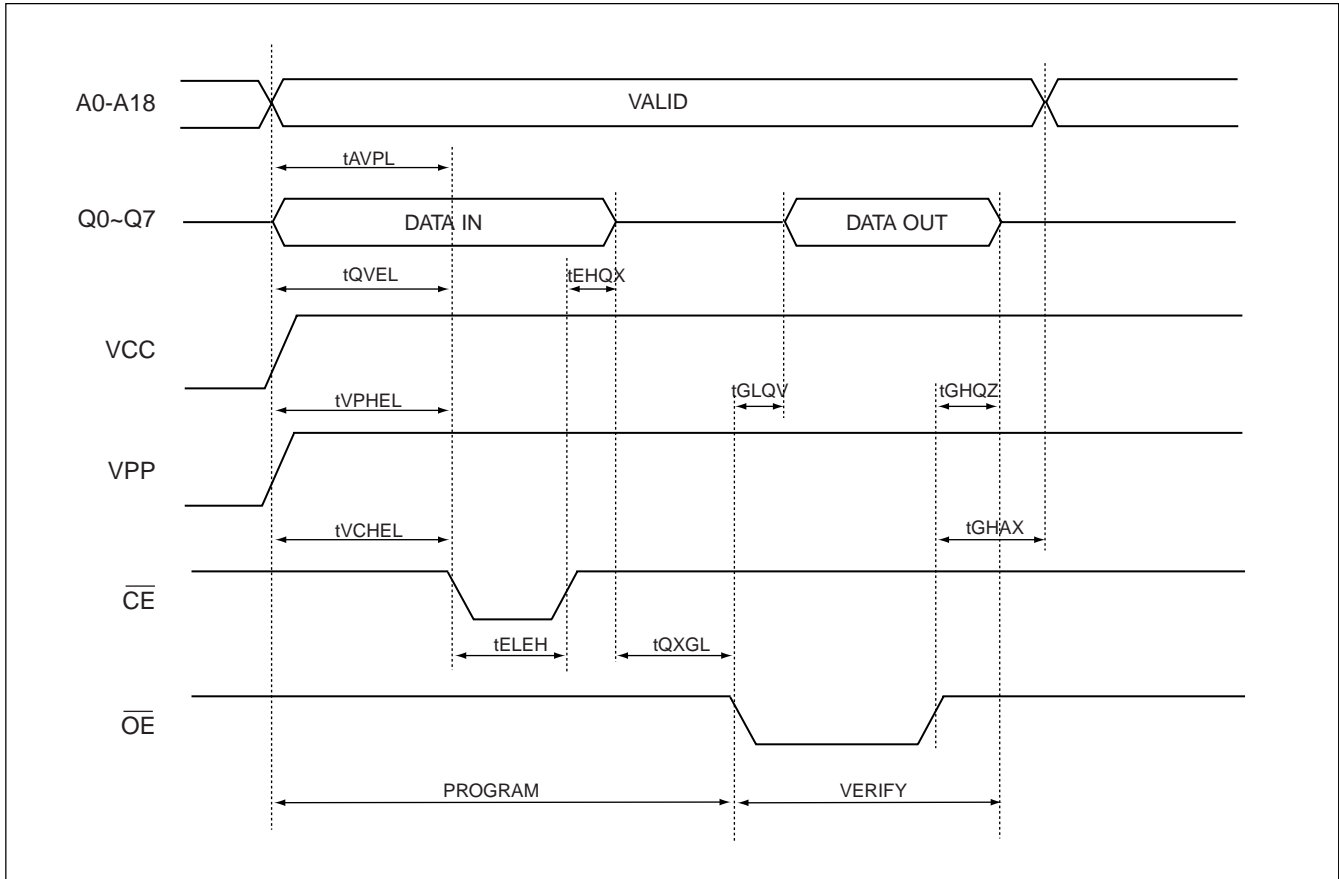 A0-A18
VALID
tAVPL
Q0~Q7
DATA IN
DATA OUT
tQVEL
tEHQX
VCC
tVPHEL
tGLQV
tGHQZ
VPP
tVCHEL
tGHAX
CE
tELEH
tQXGL
OE
PROGRAM
VERIFY